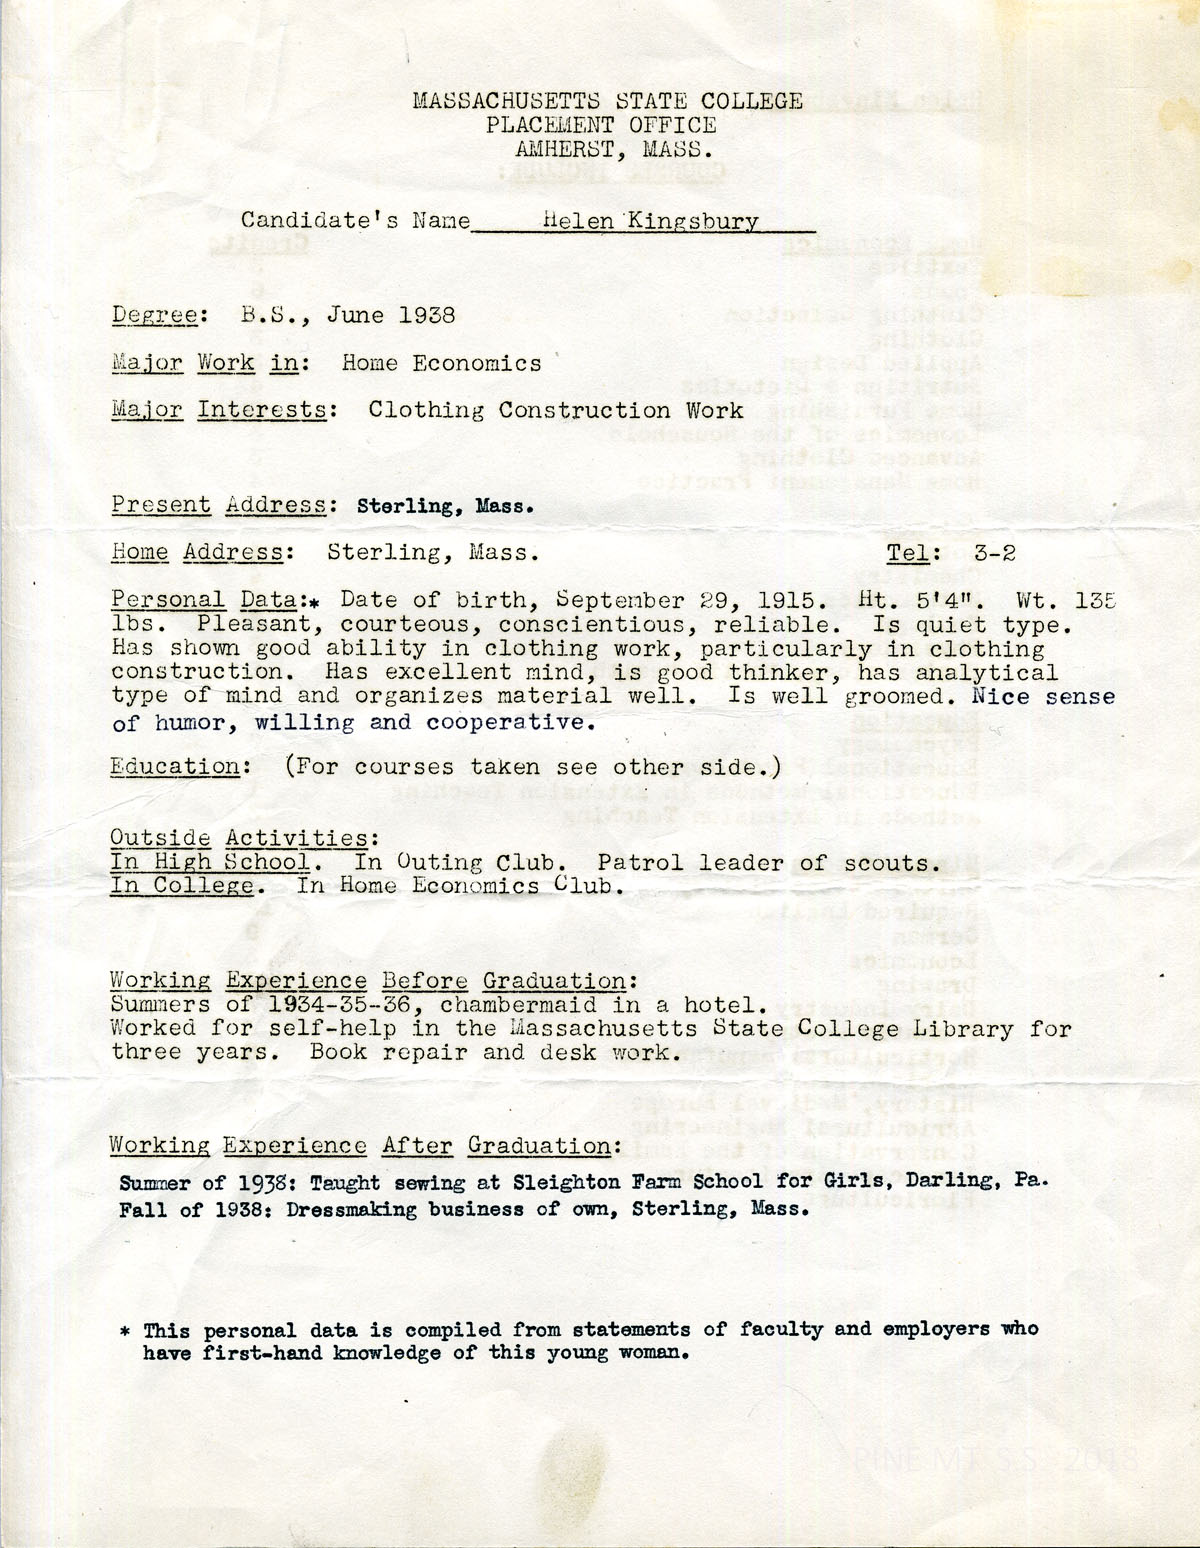 MASSACHUSETTS STATE COLLEGE
PLACEMENT OFFICE
AMHERST, MASS.
Candidate's Name Helen Kingsbury
Degree: B.S., June 1938
Major Work in: Home Economics
Major Interests: Clothing Construction Work
Present Address: Sterling, Mass.
Home Address: Sterling, Mass. Tel: 3-2
Personal Data:* Date of birth, September 29, 1915. Ht. 5'4". Wt. 135
lbs. Pleasant, courteous, conscientious, reliable. Is quiet type.
Has shown good ability in clothing work, particularly in clothing
construction. Has excellent mind, is good thinker, has analytical
type of mind and organizes material well. Is well groomed. Nice sense
of humor, willing and cooperative.
Education: (For courses taken see other side.)
Outside Activities:
In High School. In Outing Club. Patrol leader of scouts.
In College. In Home Economics Club.
Working Experience Before Graduation:
Summers of 1934-35-36, chambermaid in a hotel.
Worked for self-help in the Massachusetts State College Library for
three years. Book repair and desk work.
Working Experience After Graduation:
Summer of 1938: Taught sewing at Sleighton Farm School for Girls, Darling, Pa.
Fall of 1938: Dressmaking business of own, Sterling, Mass.
* This personal data is compiled from statements of faculty and employers who
have first-hand knowledge of this young woman.
PINE MT. S.S. 2018